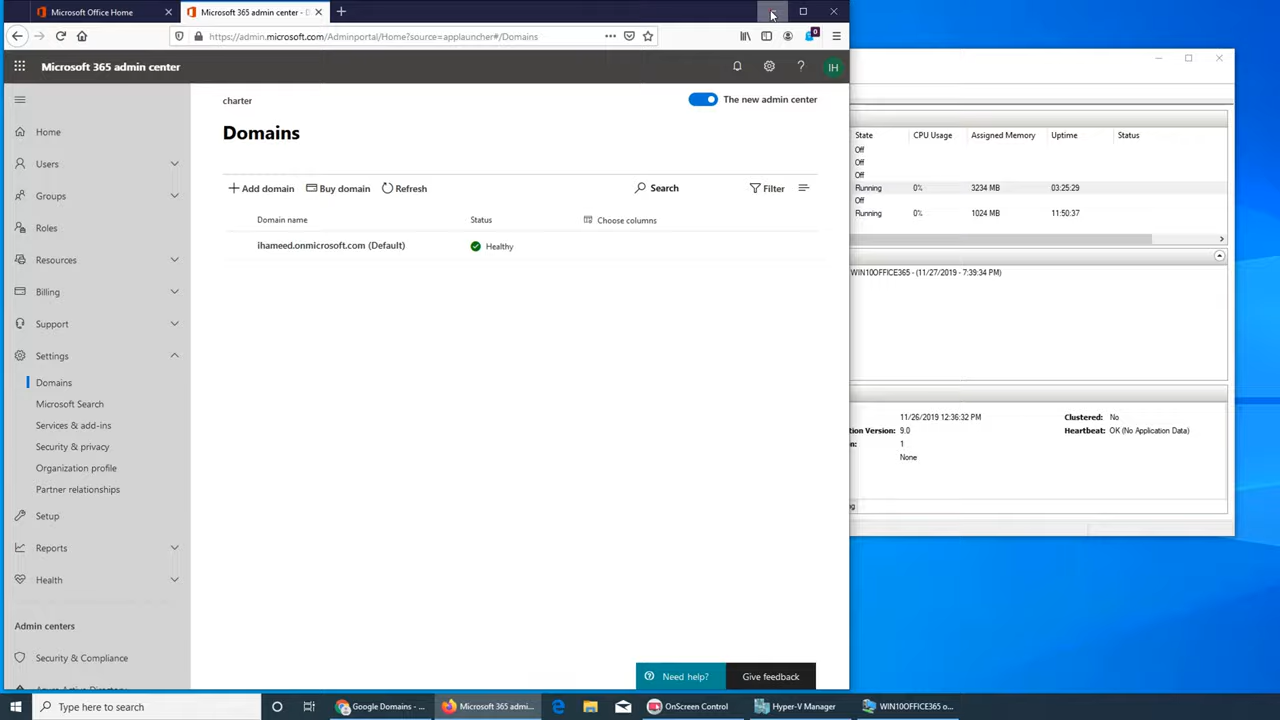 Microsoft Office Home
Microsoft 365 admin center - D
https://admin.microsoft.com/Adminportal/Home?source=applauncher#/Domains
0
Microsoft 365 admin center
?
IH
charter
The new admin center
Domains
Home
Users
Groups
Roles
Resources
Billing
Support
Settings
Domains
Microsoft Search
Services & add-ins
Security & privacy
Organization profile
Partner relationships
Setup
Reports
Health
Admin centers
Security & Compliance
Azure Active Directory
Add domain
Buy domain
Refresh
Search
Filter
Domain name
Status
Choose columns
ihameed.onmicrosoft.com (Default)
Healthy
Need help?
Give feedback
State
CPU Usage
Assigned Memory
Uptime
Status
Off
Off
Off
Running
0%
3234 MB
03:25:29
Off
Running
0%
1024 MB
11:50:37
WIN10OFFICE365 - (11/27/2019 - 7:39:34 PM)
11/26/2019 12:36:32 PM
Clustered: No
tion Version: 9.0
Heartbeat: OK (No Application Data)
on: 1
None
ng
Type here to search
Google Domains - ...
Microsoft 365 admi...
OnScreen Control
Hyper-V Manager
WIN10OFFICE365 o...